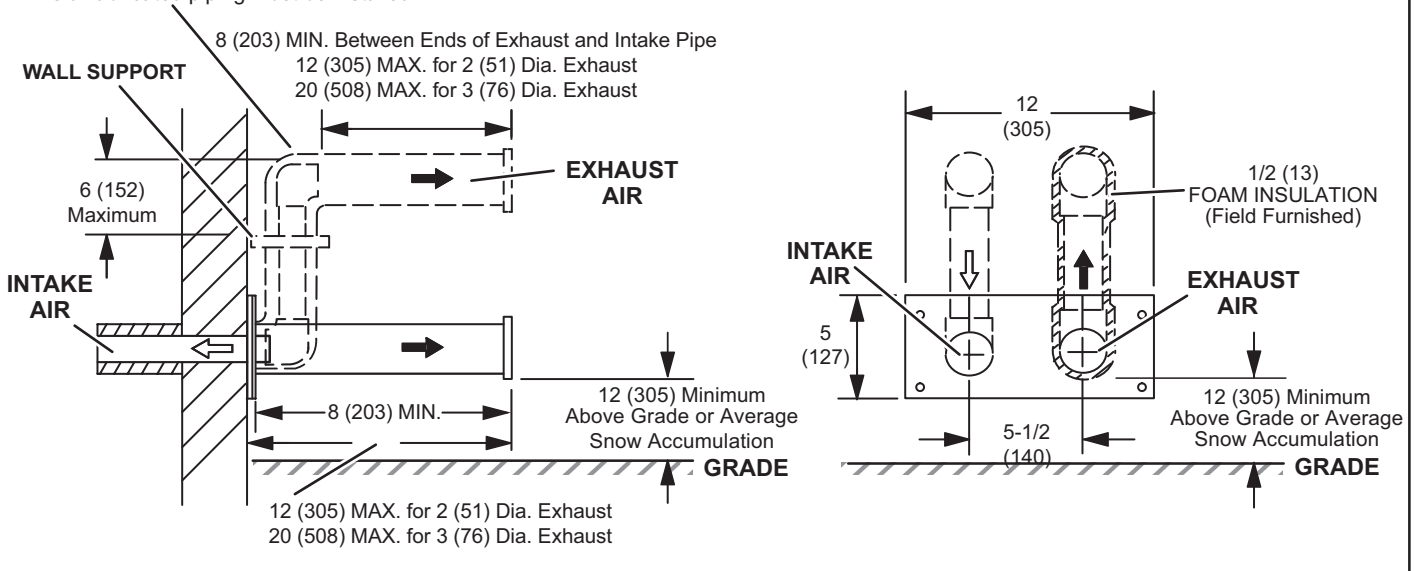 8 (203) MIN. Between Ends of Exhaust and Intake Pipe
12 (305) MAX. for 2 (51) Dia. Exhaust
20 (508) MAX. for 3 (76) Dia. Exhaust
WALL SUPPORT
6 (152)
Maximum
EXHAUST
AIR
INTAKE
AIR
8 (203) MIN.
12 (305) Minimum
Above Grade or Average
Snow Accumulation
GRADE
12 (305) MAX. for 2 (51) Dia. Exhaust
20 (508) MAX. for 3 (76) Dia. Exhaust
12
(305)
1/2 (13)
FOAM INSULATION
(Field Furnished)
INTAKE
AIR
EXHAUST
AIR
5
(127)
12 (305) Minimum
Above Grade or Average
Snow Accumulation
5-1/2
(140)
GRADE